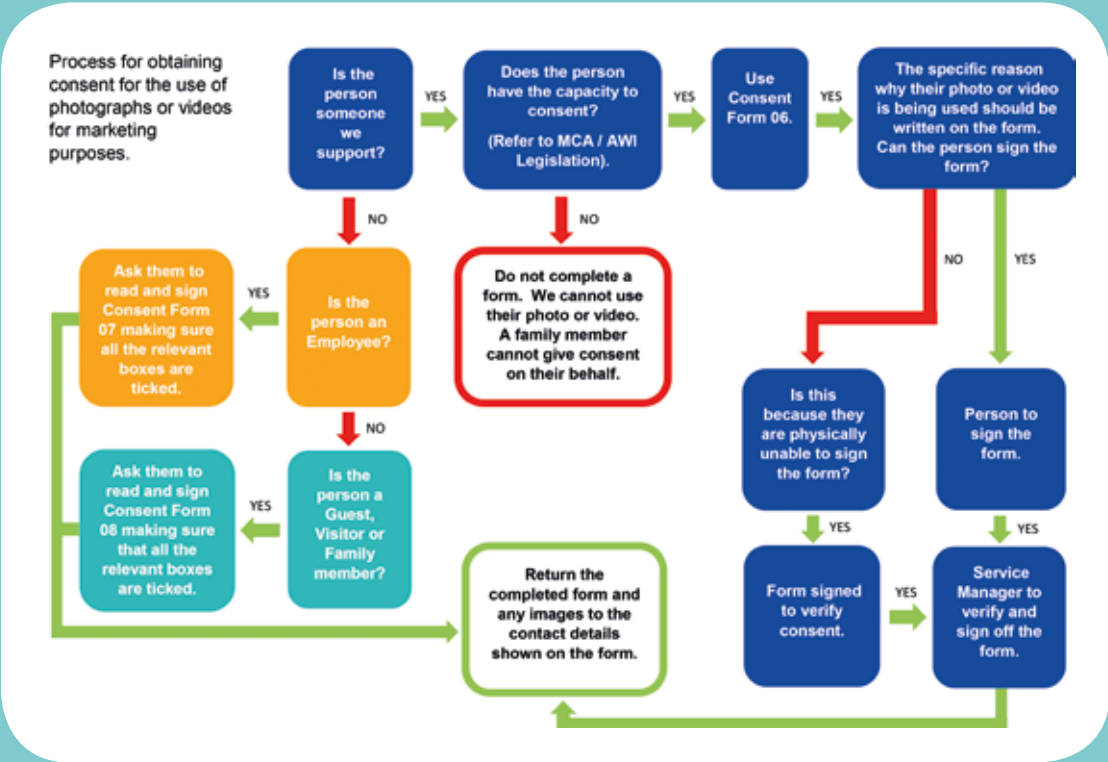 Process for obtaining
consent for the use of
photographs or videos
for marketing
purposes.
Is the
person
someone
we
support?
YES
Does the person
have the capacity to
consent?
(Refer to MCA / AWI
Legislation).
YES
Use
Consent
Form 06.
YES
The specific reason
why their photo or video
is being used should be
written on the form.
Can the person sign the
form?
NO
NO
NO
YES
Ask them to
read and sign
Consent Form
07 making sure
all the relevant
boxes are
ticked.
YES
Is the
person an
Employee?
Do not complete a
form. We cannot use
their photo or video.
A family member
cannot give consent
on their behalf.
Is this
because they
are physically
unable to sign
the form?
Person to
sign the
form.
NO
Ask them to
read and sign
Consent Form
08 making sure
that all the
relevant boxes
are ticked.
YES
Is the
person a
Guest,
Visitor or
Family
member?
YES
YES
Return the
completed form and
any images to the
contact details
shown on the form.
Form signed
to verify
consent.
YES
Service
Manager to
verify and
sign off the
form.